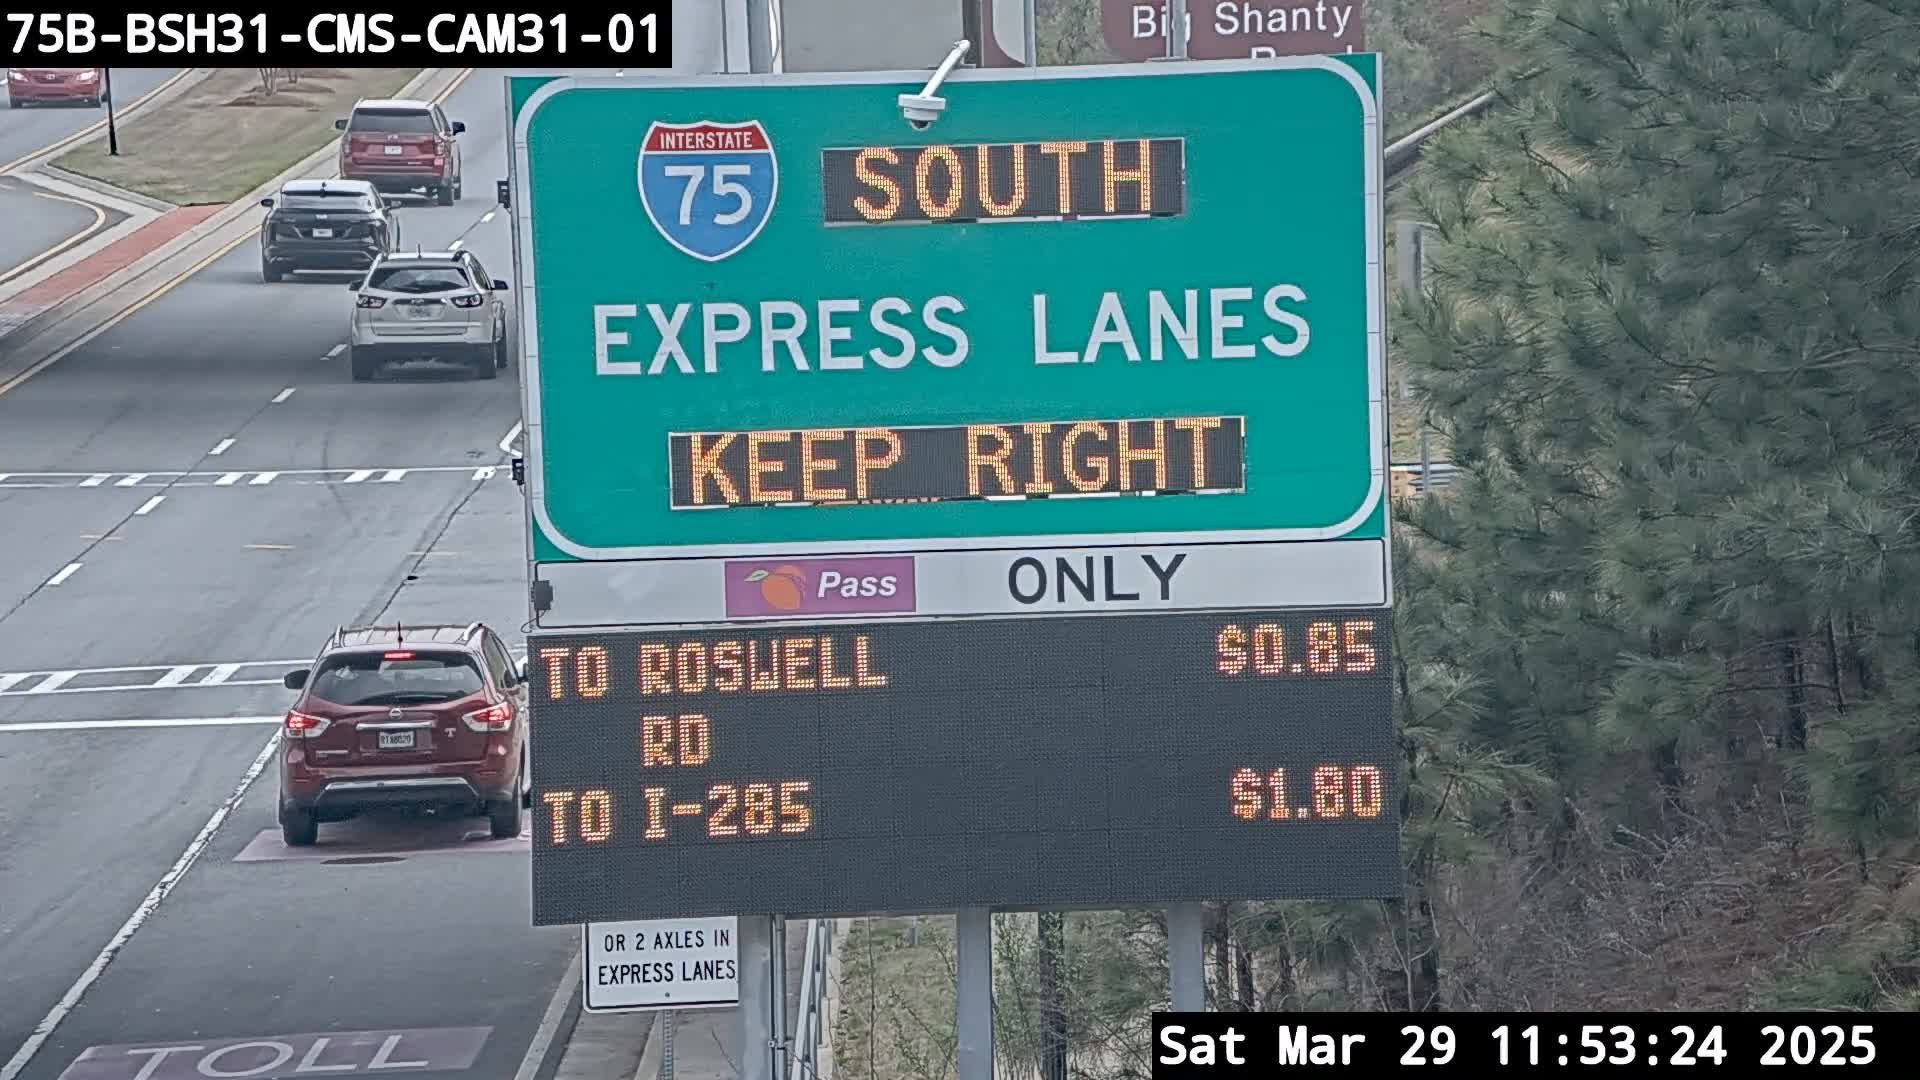 75B-BSH31-CMS-CAM31-01
Big Shanty
Road
INTERSTATE
75
SOUTH
EXPRESS LANES
KEEP RIGHT
Pass ONLY
TO ROSWELL $0.85
RD
TO I-285 $1.80
OR 2 AXLES IN
EXPRESS LANES
TOLL
Sat Mar 29 11:53:24 2025